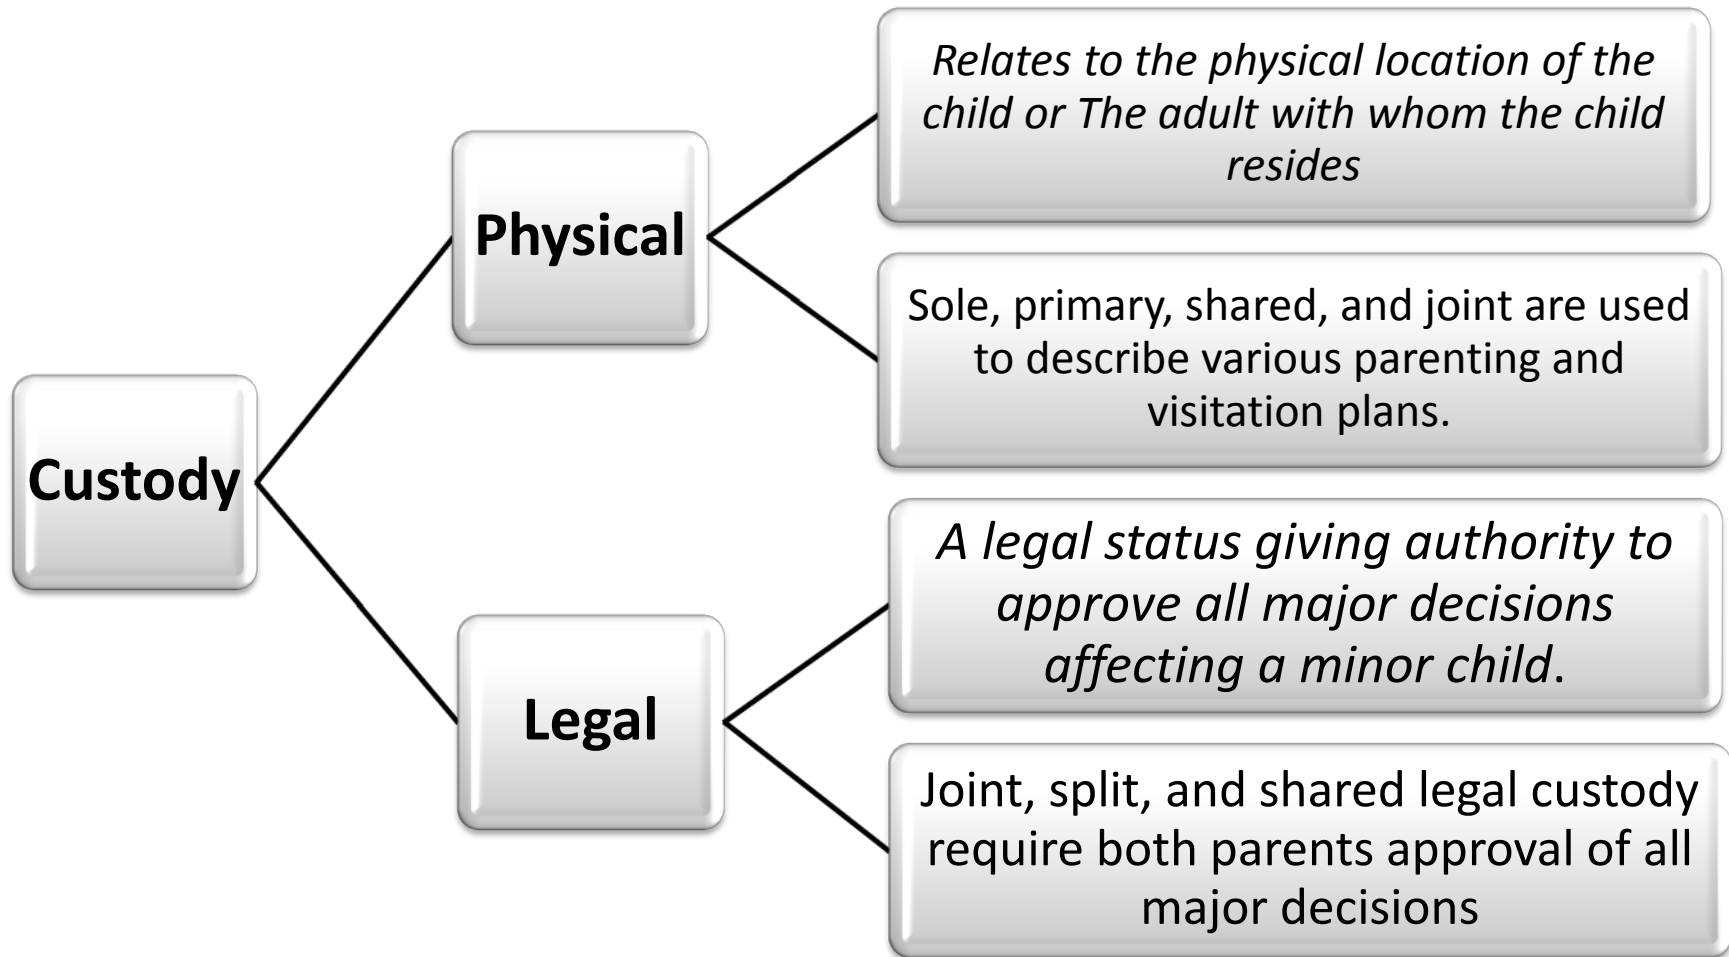 Custody
Physical
Relates to the physical location of the
child or The adult with whom the child
resides
Sole, primary, shared, and joint are used
to describe various parenting and
visitation plans.
Legal
A legal status giving authority to
approve all major decisions
affecting a minor child.
Joint, split, and shared legal custody
require both parents approval of all
major decisions